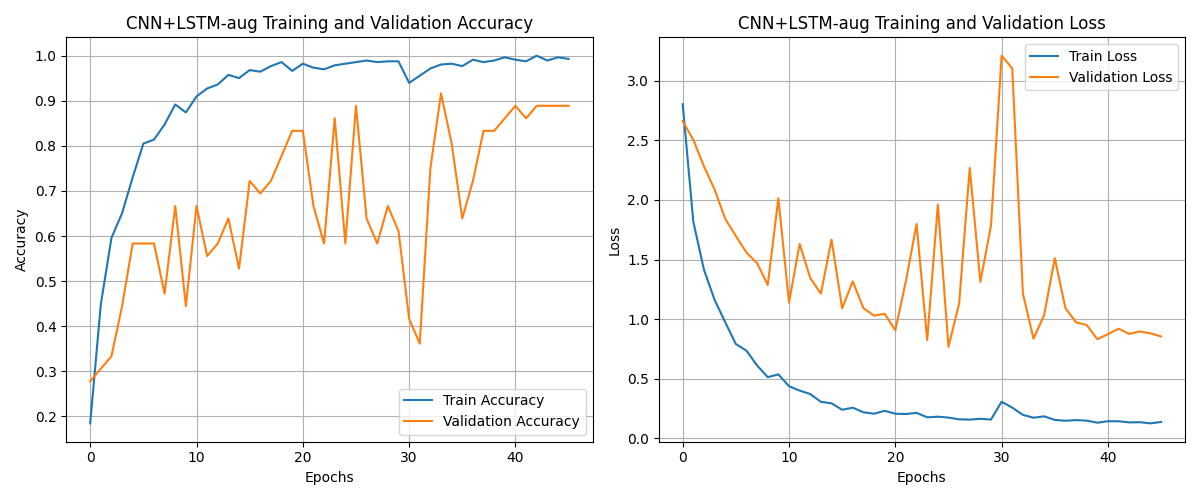 CNN+LSTM-aug Training and Validation Accuracy
1.0
0.9
0.8
0.7
0.6
0.5
0.4
0.3
0.2
Accuracy
0
10
20
30
40
Epochs
Train Accuracy
Validation Accuracy
CNN+LSTM-aug Training and Validation Loss
3.0
2.5
2.0
1.5
1.0
0.5
0.0
Loss
0
10
20
30
40
Epochs
Train Loss
Validation Loss